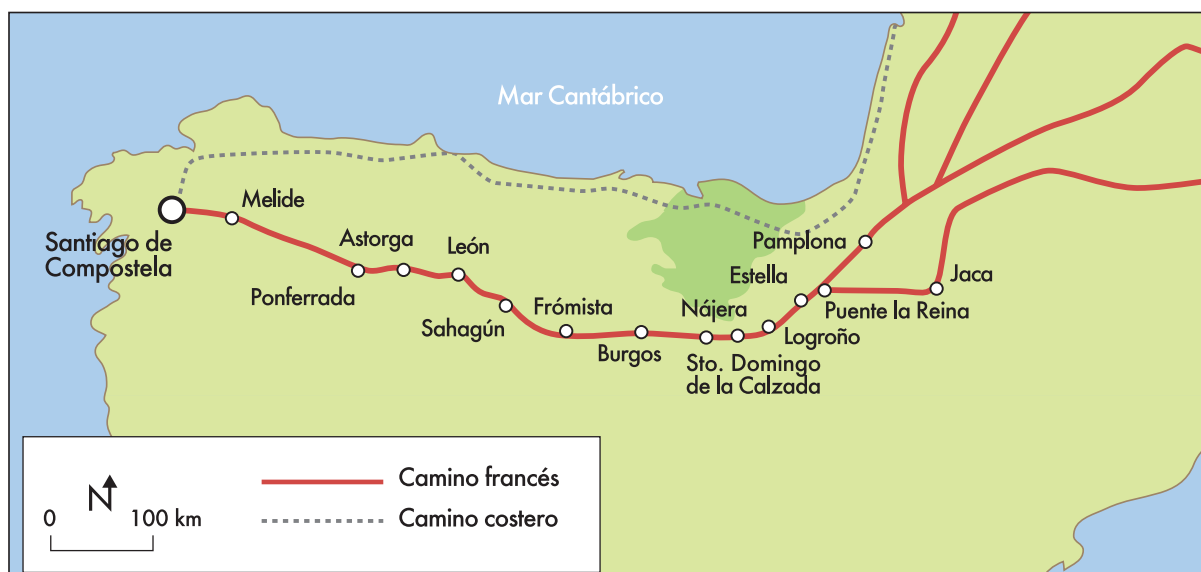 Mar Cantábrico
Melide
Santiago de
Compostela
Astorga
León
Ponferrada
Sahagún
Frómista
Burgos
Nájera
Sto. Domingo
de la Calzada
Logroño
Estella
Pamplona
Puente la Reina
Jaca
N
0 100 km
Camino francés
Camino costero